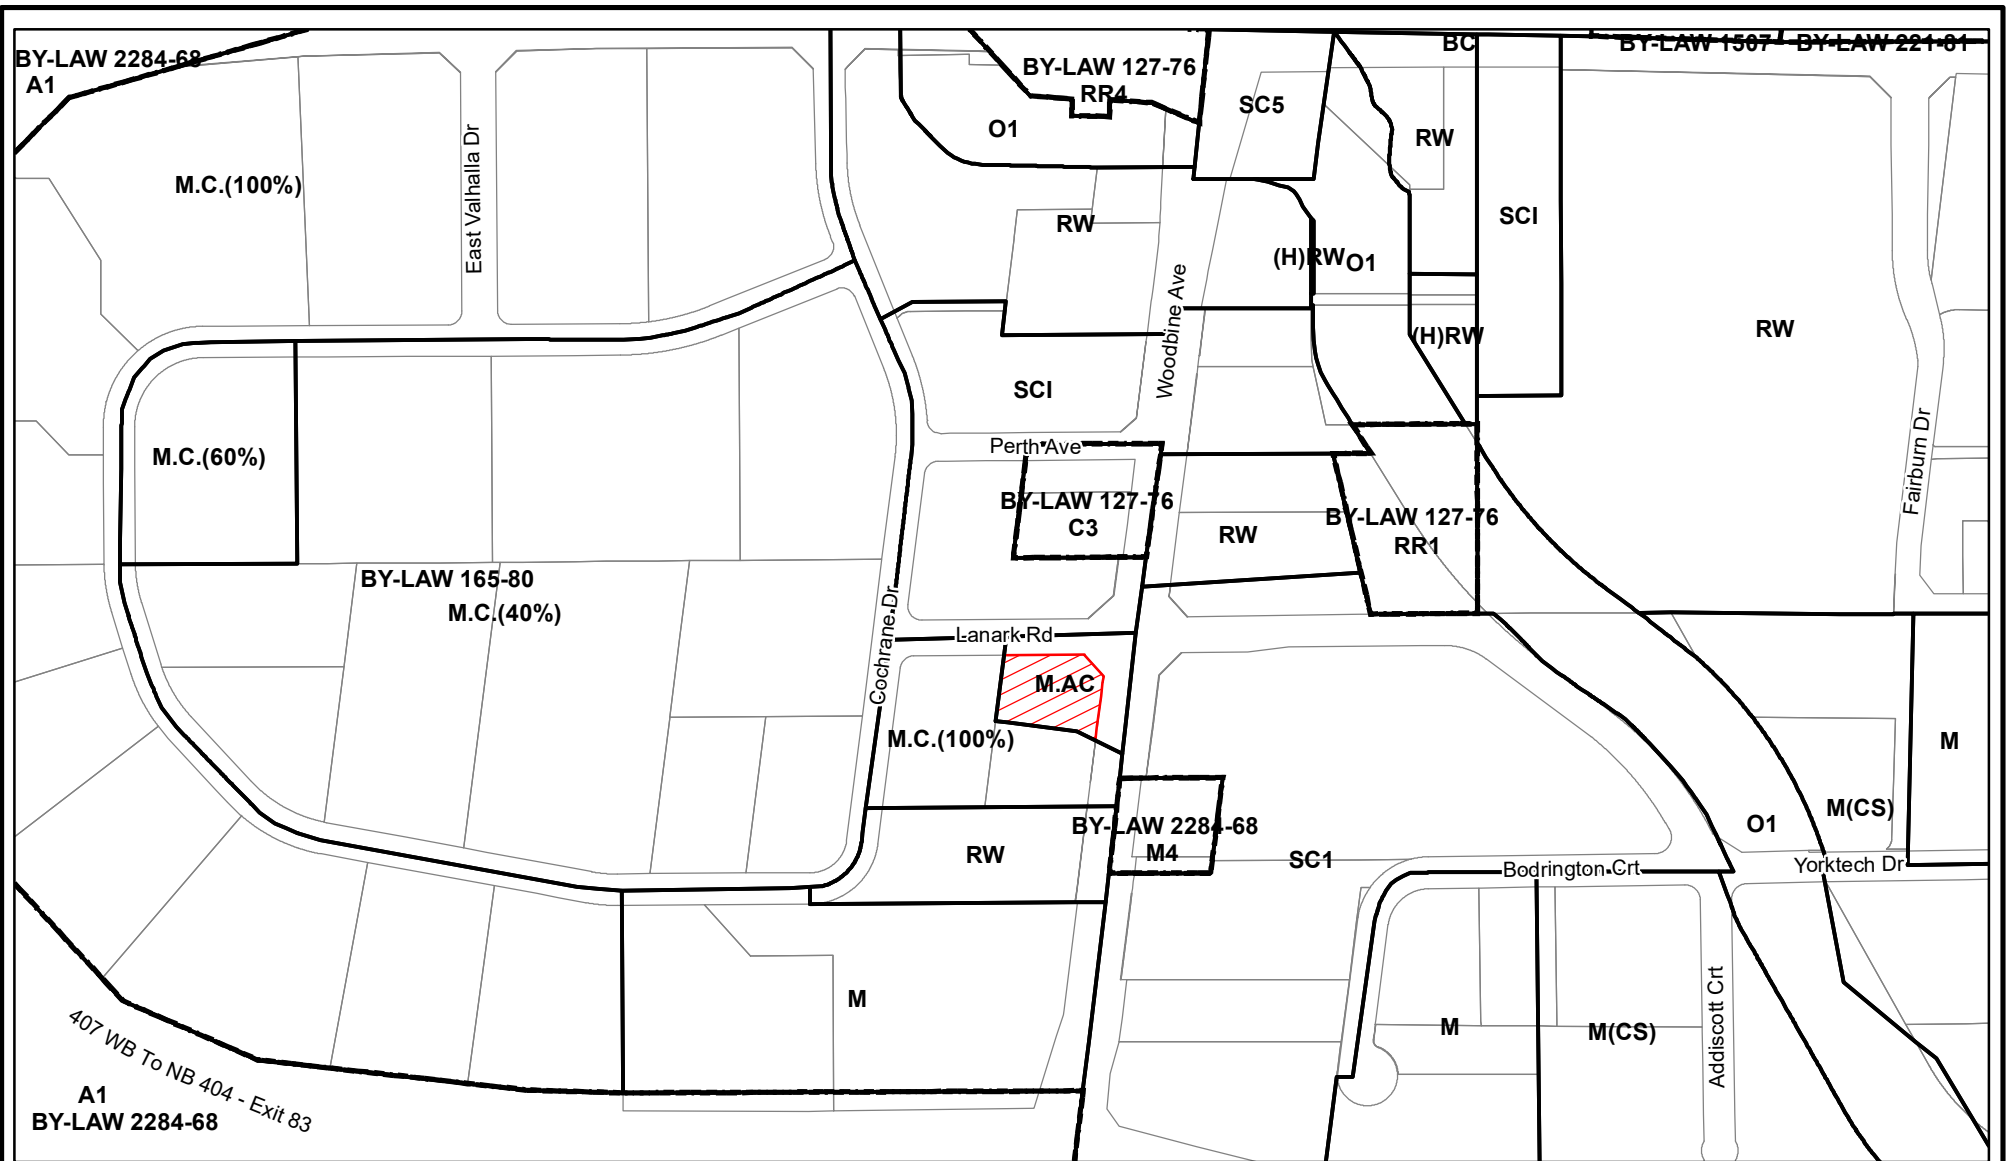 BY-LAW 2284-68
A1
BY-LAW 127-76
RR4
BC
BY-LAW 1507
BY-LAW 221-81
SC5
O1
RW
M.C.(100%)
East Valhalla Dr
RW
SCI
(H)RW
O1
Woodbine Ave
(H)RW
RW
SCI
Perth Ave
Fairburn Dr
M.C.(60%)
BY-LAW 127-76
C3
RW
BY-LAW 127-76
RR1
BY-LAW 165-80
M.C.(40%)
Cochrane Dr
Lanark Rd
M.AC
M.C.(100%)
M
M(CS)
O1
BY-LAW 2284-68
M4
RW
SC1
Bodrington Crt
Yorktech Dr
M
M
M(CS)
Addiscott Crt
407 WB To NB 404 - Exit 83
A1
BY-LAW 2284-68